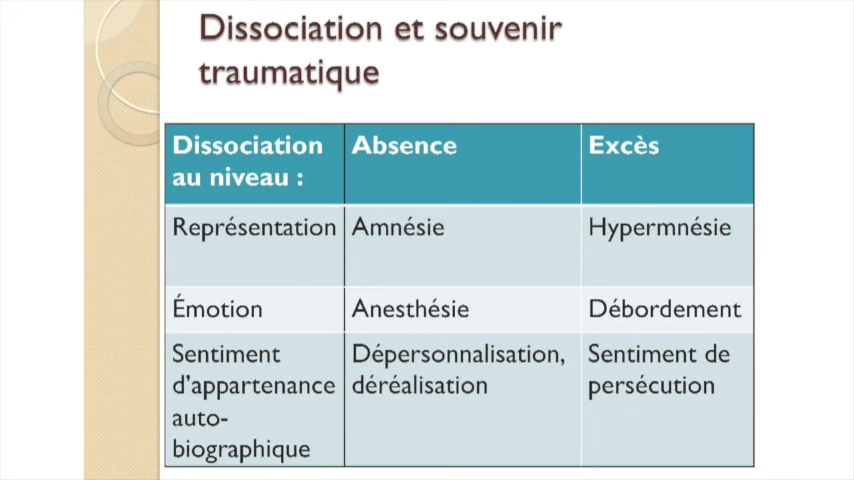 Dissociation et souvenir
traumatique
Dissociation Absence Excès
au niveau :
Représentation Amnésie Hypermnésie
Émotion Anesthésie Débordement
Sentiment Dépersonnalisation, Sentiment de
d'appartenance déréalisation persécution
auto-
biographique